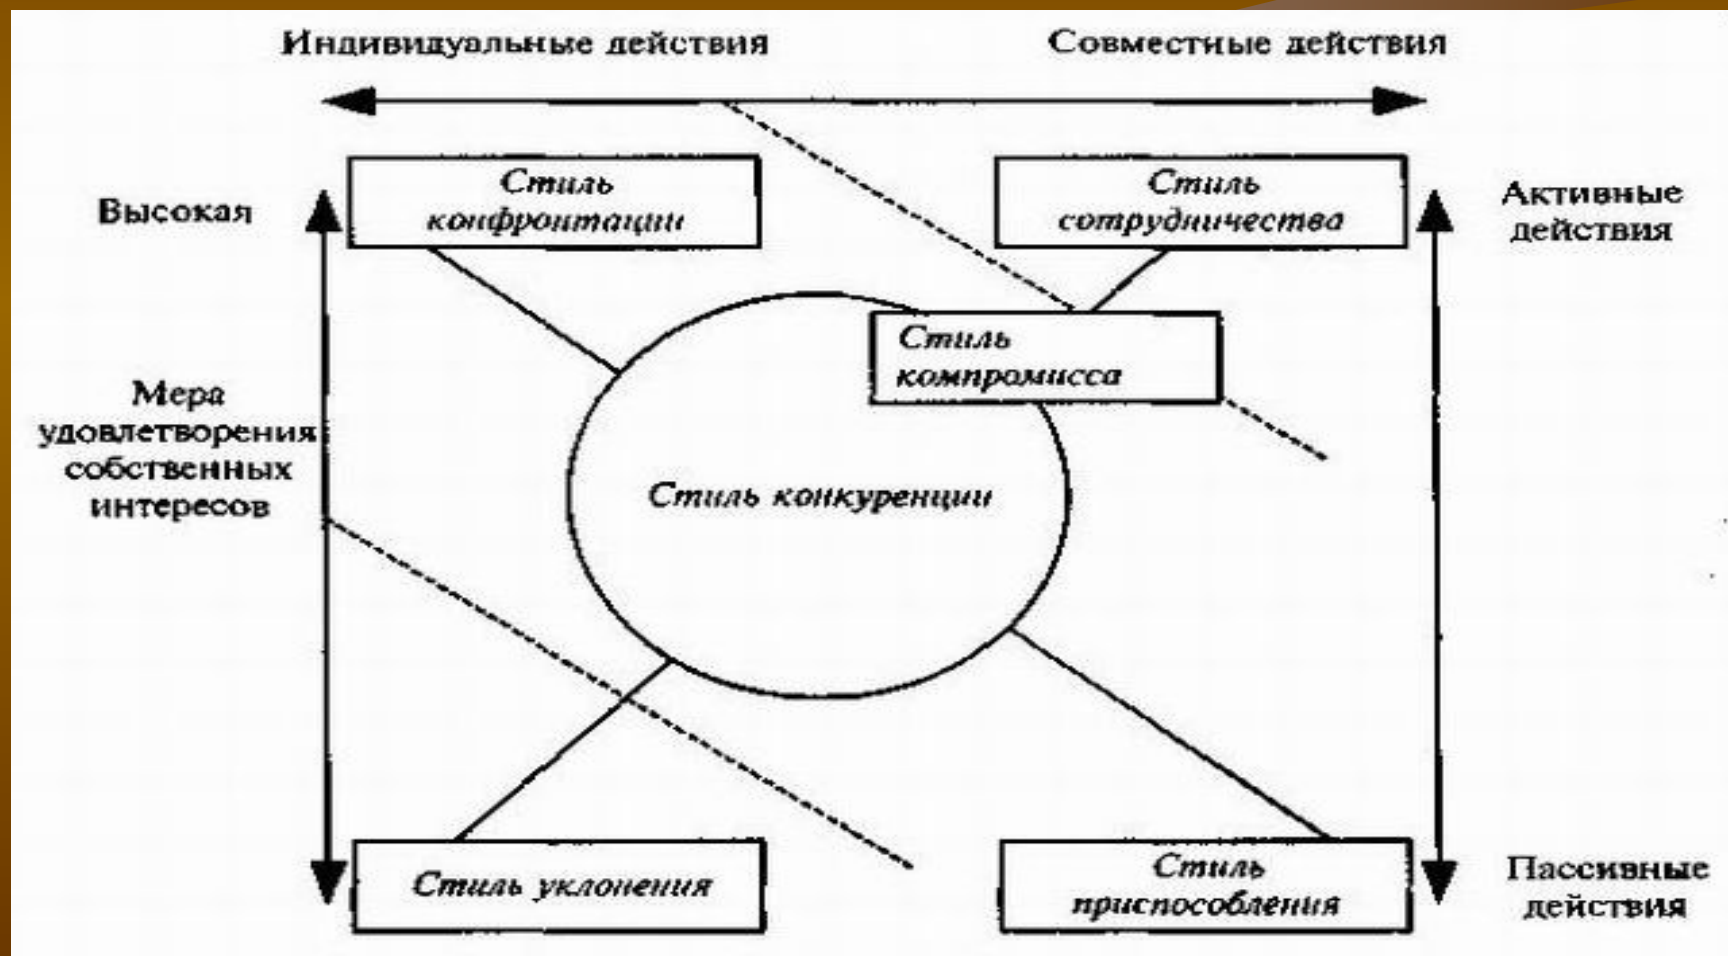 Индивидуальные действия
Совместные действия
Стиль
конфронтации
Стиль
сотрудничества
Высокая
Активные
действия
Стиль
компромисса
Мера
удовлетворения
собственных
интересов
Стиль конкуренции
Стиль уклонения
Стиль
приспособления
Пассивные
действия